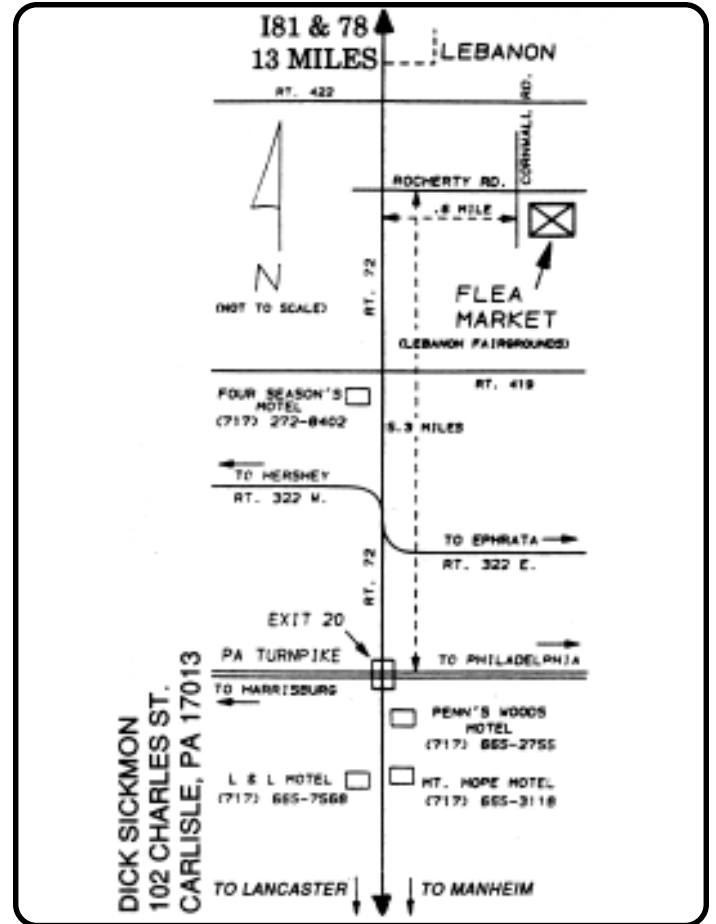 I81 & 78
13 MILES
LEBANON
RT. 422
CORNWALL RD.
ROCHERTY RD.
.8 MILE
RT. 72
N
(NOT TO SCALE)
FLEA
MARKET
(LEBANON FAIRGROUNDS)
RT. 419
FOUR SEASON'S
MOTEL
(717) 272-8402
5.3 MILES
TO HERSHEY
RT. 322 W.
TO EPHRATA
RT. 322 E.
RT. 72
EXIT 20
PA TURNPIKE
TO PHILADELPHIA
TO HARRISBURG
PENN'S WOODS
MOTEL
(717) 665-2755
L & L MOTEL
(717) 665-7568
MT. HOPE MOTEL
(717) 665-3118
TO LANCASTER
TO MANHEIM
DICK SICKMON
102 CHARLES ST.
CARLISLE, PA 17013